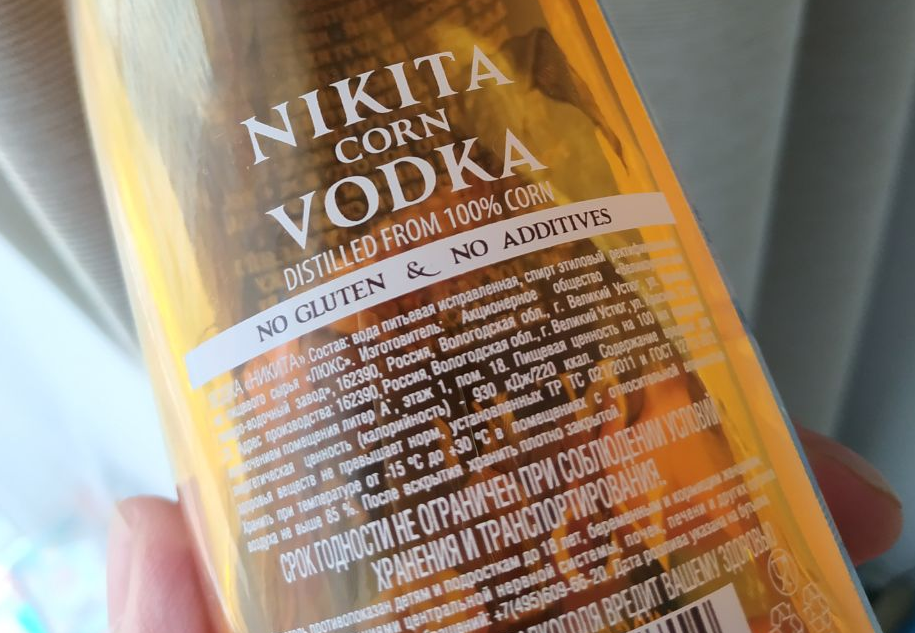 NIKITA
CORN
VODKA
DISTILLED FROM 100% CORN
NO GLUTEN & NO ADDITIVES
«НИКИТА» Состав: вода питьевая исправленная, спирт этиловый
пищевого сырья «ЛЮКС». Изготовитель: Акционерное общество
завод», 162390, Россия, Вологодская обл., г. Великий Устюг, ул.
Адрес производства: 162390, Россия, Вологодская обл., г. Великий Устюг, ул.
помещения литер А , этаж 1, пом. 18. Пищевая ценность на 100 мл
ценность (калорийность) - 930 кДж/220 ккал. Содержание
здоровья веществ не превышает норм, установленных ТР ТС 021/2011 и ГОСТ
Хранить при температуре от -15 °C до +30 °C в помещениях с относительной
воздуха не выше 85 %. После вскрытия хранить плотно закрытой
СРОК ГОДНОСТИ НЕ ОГРАНИЧЕН ПРИ СОБЛЮДЕНИИ УСЛОВИЙ
ХРАНЕНИЯ И ТРАНСПОРТИРОВАНИЯ.
противопоказан детям и подросткам до 18 лет, беременным и кормящим
центральной нервной системы, почек, печени и других
обращений: +7(495)609-66-20. Дата розлива указана на
АЛКОГОЛЯ ВРЕДИТ ВАШЕМУ ЗДОРОВЬЮ